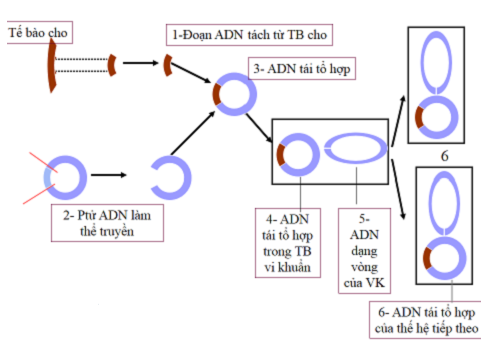 Tế bào cho
1-Đoạn ADN tách từ TB cho
3- ADN tái tổ hợp
2- Ptử ADN làm
thể truyền
4- ADN
tái tổ hợp
trong TB
vi khuẩn
5-
ADN
dạng
vòng
của VK
6
6- ADN tái tổ hợp
của thế hệ tiếp theo